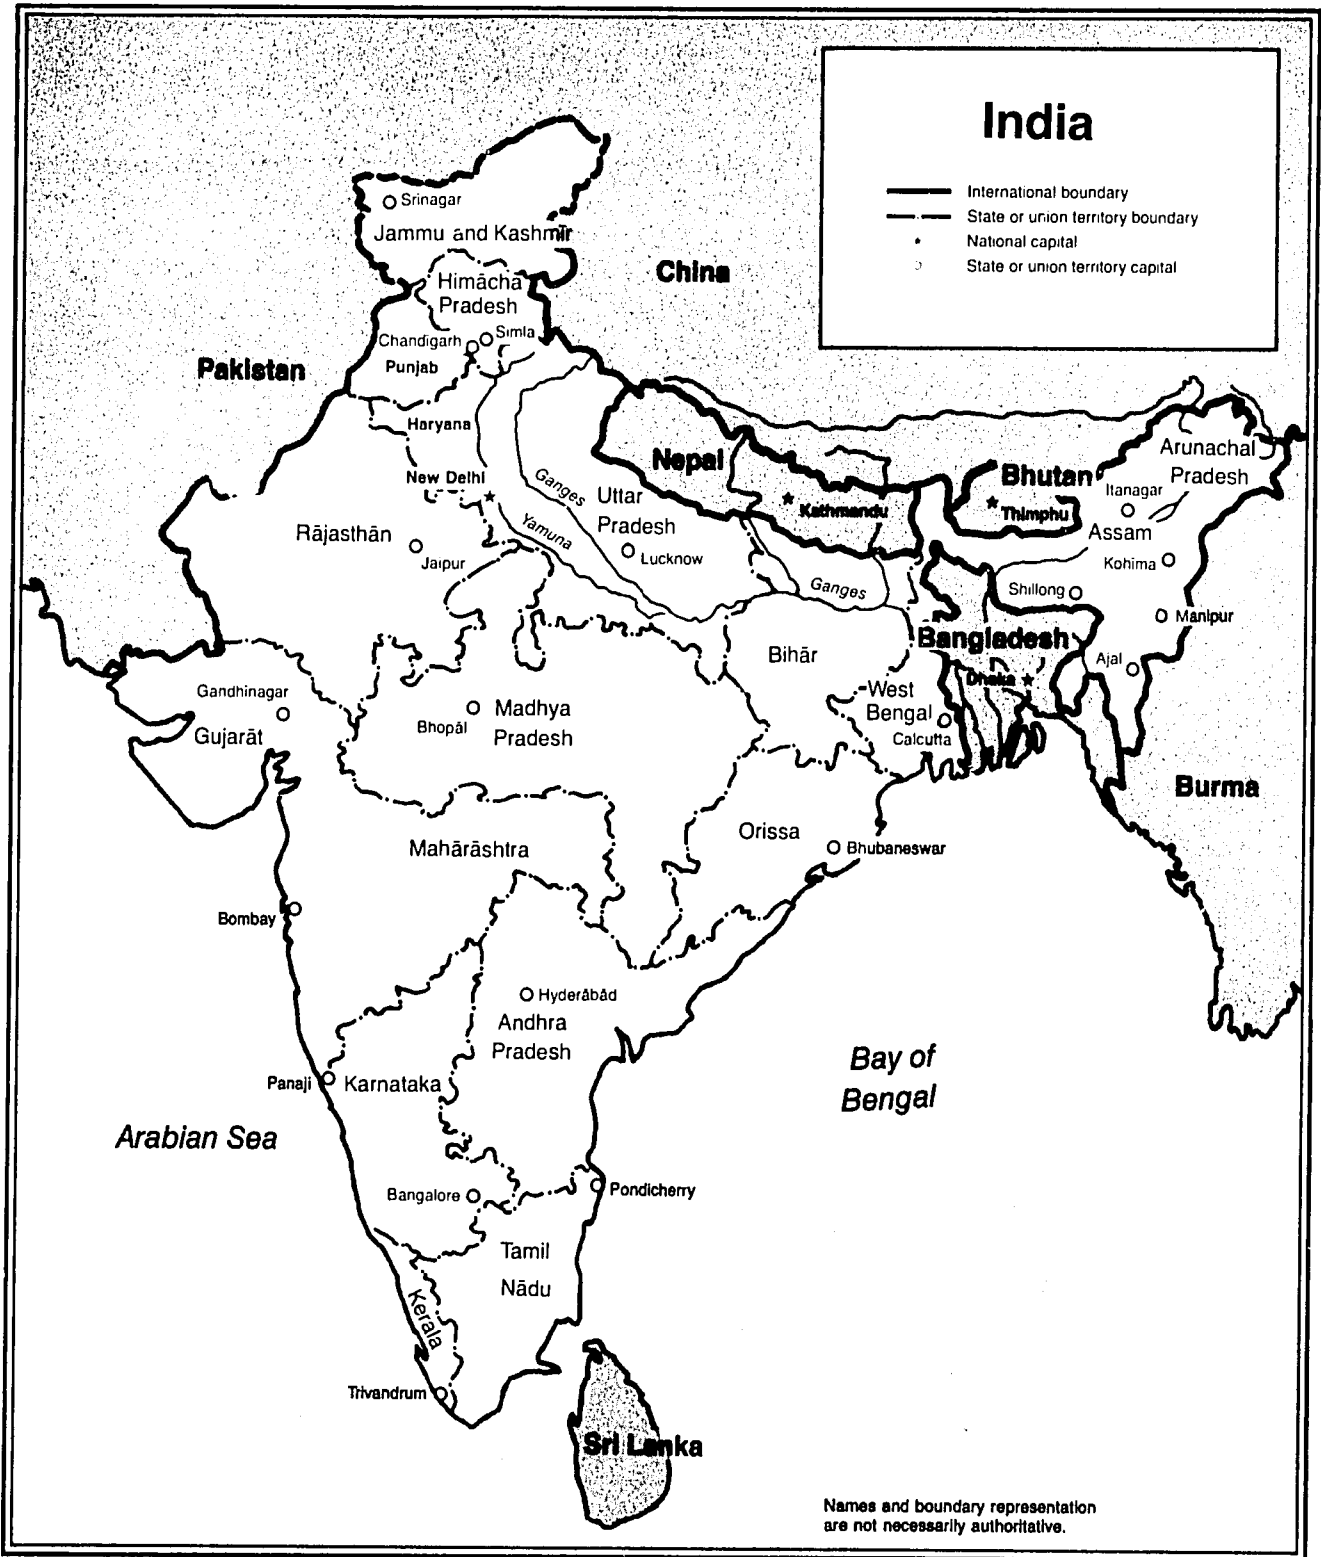 India
International boundary
State or union territory boundary
National capital
State or union territory capital
Srinagar
Jammu and Kashmīr
China
Himācha
Pradesh
Simla
Chandigarh
Punjab
Pakistan
Haryana
New Delhi
Nepal
Kathmandu
Bhutan
Thimphu
Arunachal
Pradesh
Itanagar
Assam
Kohima
Shillong
Manipur
Ajal
Ganges
Uttar
Pradesh
Yamuna
Lucknow
Ganges
Rājasthān
Jaipur
Bangladesh
Dhaka
Bihār
West
Bengal
Calcutta
Gandhinagar
Gujarāt
Bhopāl
Madhya
Pradesh
Burma
Orissa
Bhubaneswar
Mahārāshtra
Bombay
Hyderābād
Andhra
Pradesh
Panaji
Karnataka
Bay of
Bengal
Arabian Sea
Bangalore
Pondicherry
Tamil
Nādu
Kerala
Trivandrum
Sri Lanka
Names and boundary representation
are not necessarily authoritative.